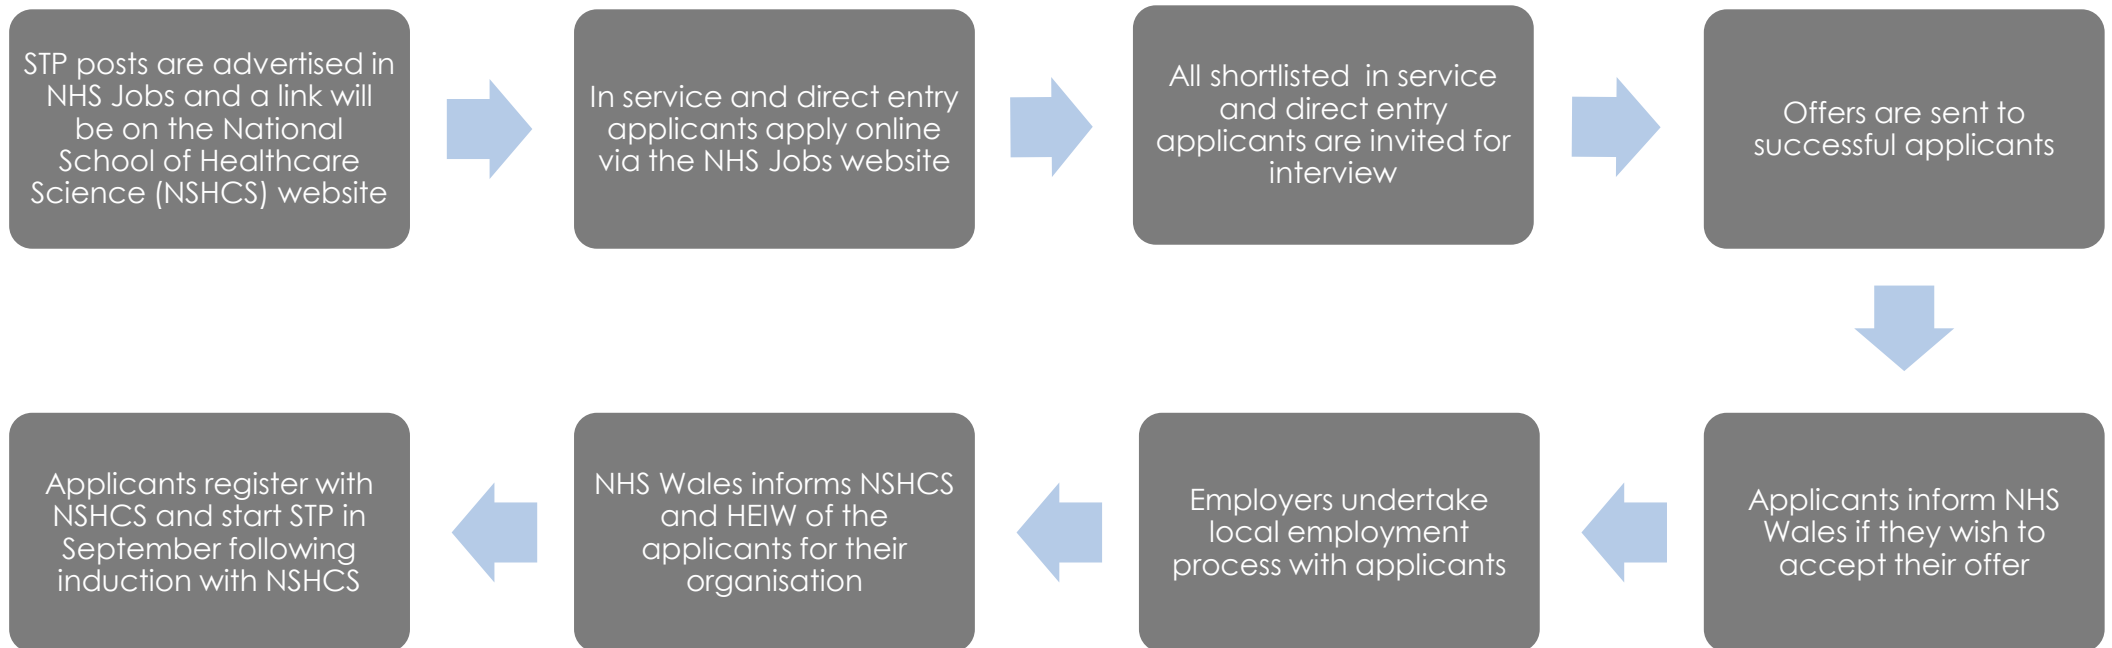 STP posts are advertised in
NHS Jobs and a link will
be on the National
School of Healthcare
Science (NSHCS) website
In service and direct entry
applicants apply online
via the NHS Jobs website
All shortlisted  in service
and direct entry
applicants are invited for
interview
Offers are sent to
successful applicants
Applicants inform NHS
Wales if they wish to
accept their offer
Employers undertake
local employment
process with applicants
NHS Wales informs NSHCS
and HEIW of the
applicants for their
organisation
Applicants register with
NSHCS and start STP in
September following
induction with NSHCS